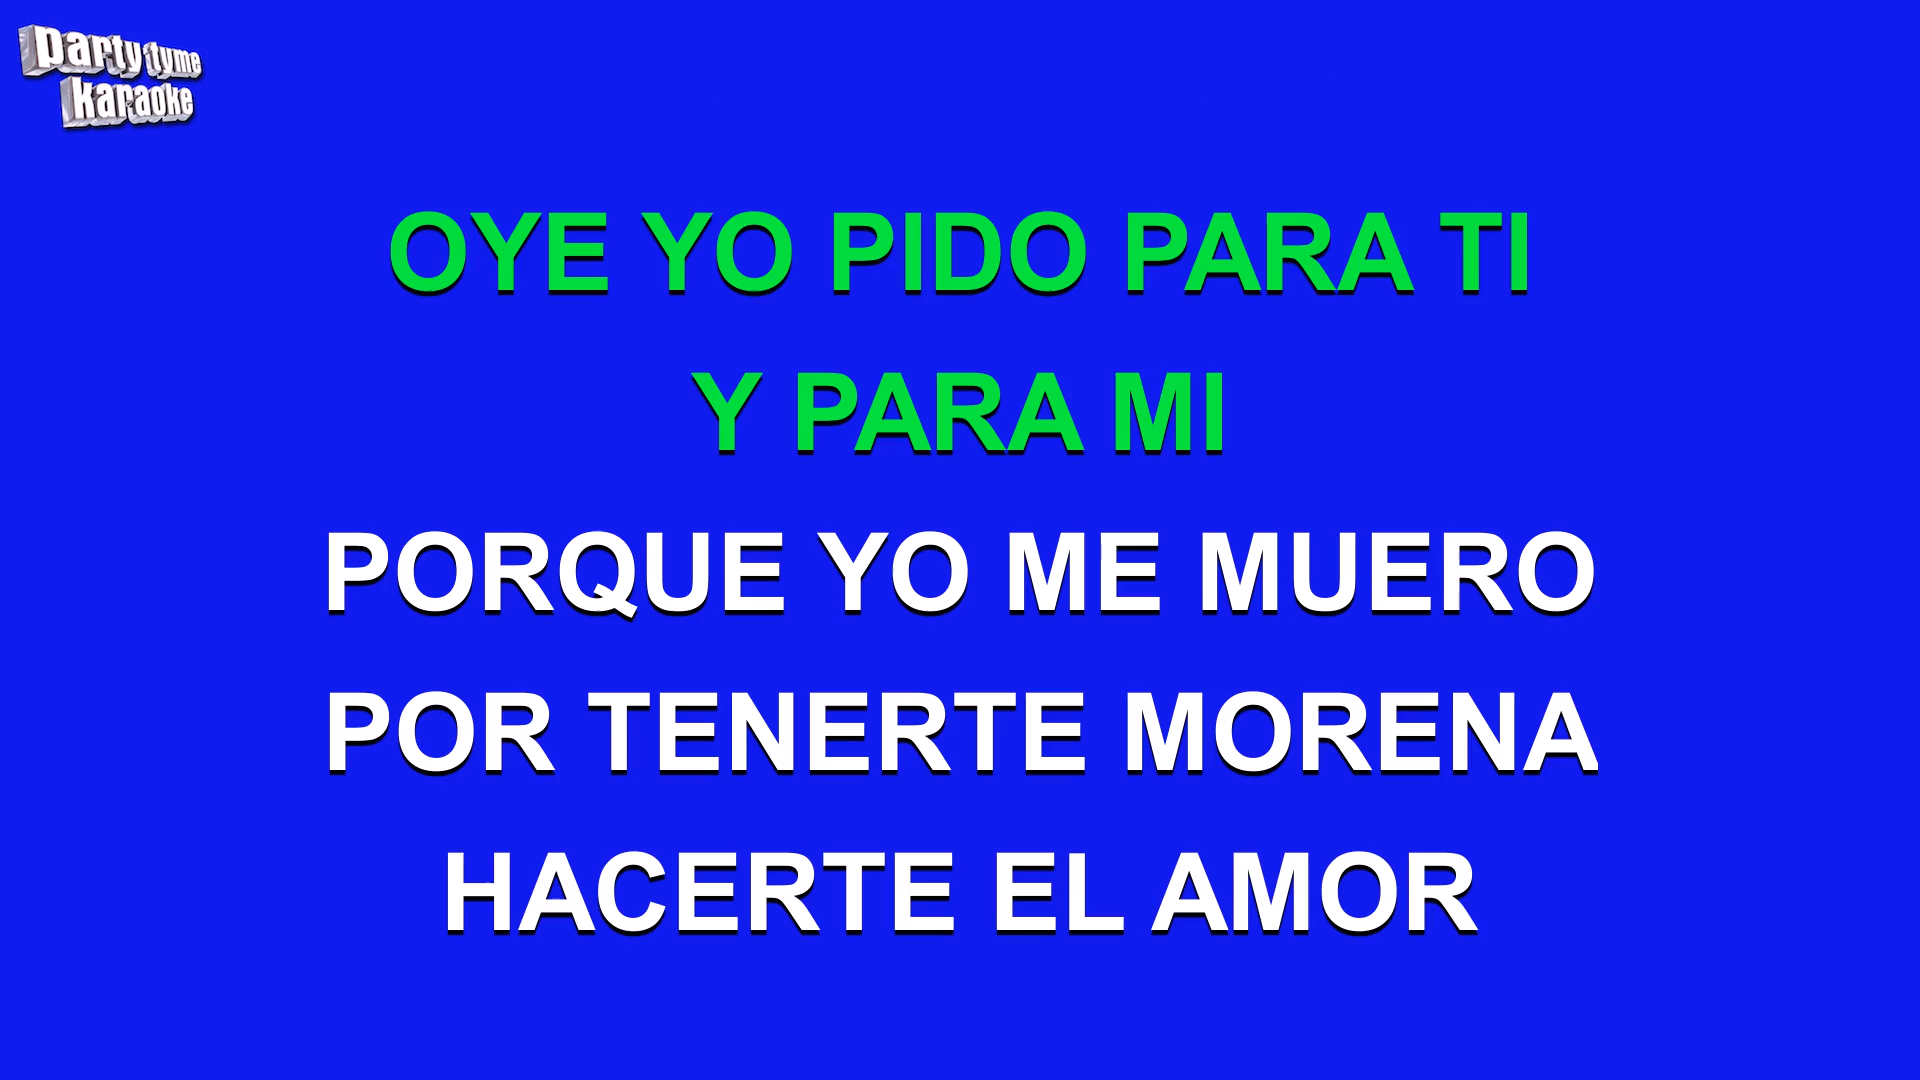 party tyme
karaoke
OYE YO PIDO PARA TI
Y PARA MI
PORQUE YO ME MUERO
POR TENERTE MORENA
HACERTE EL AMOR